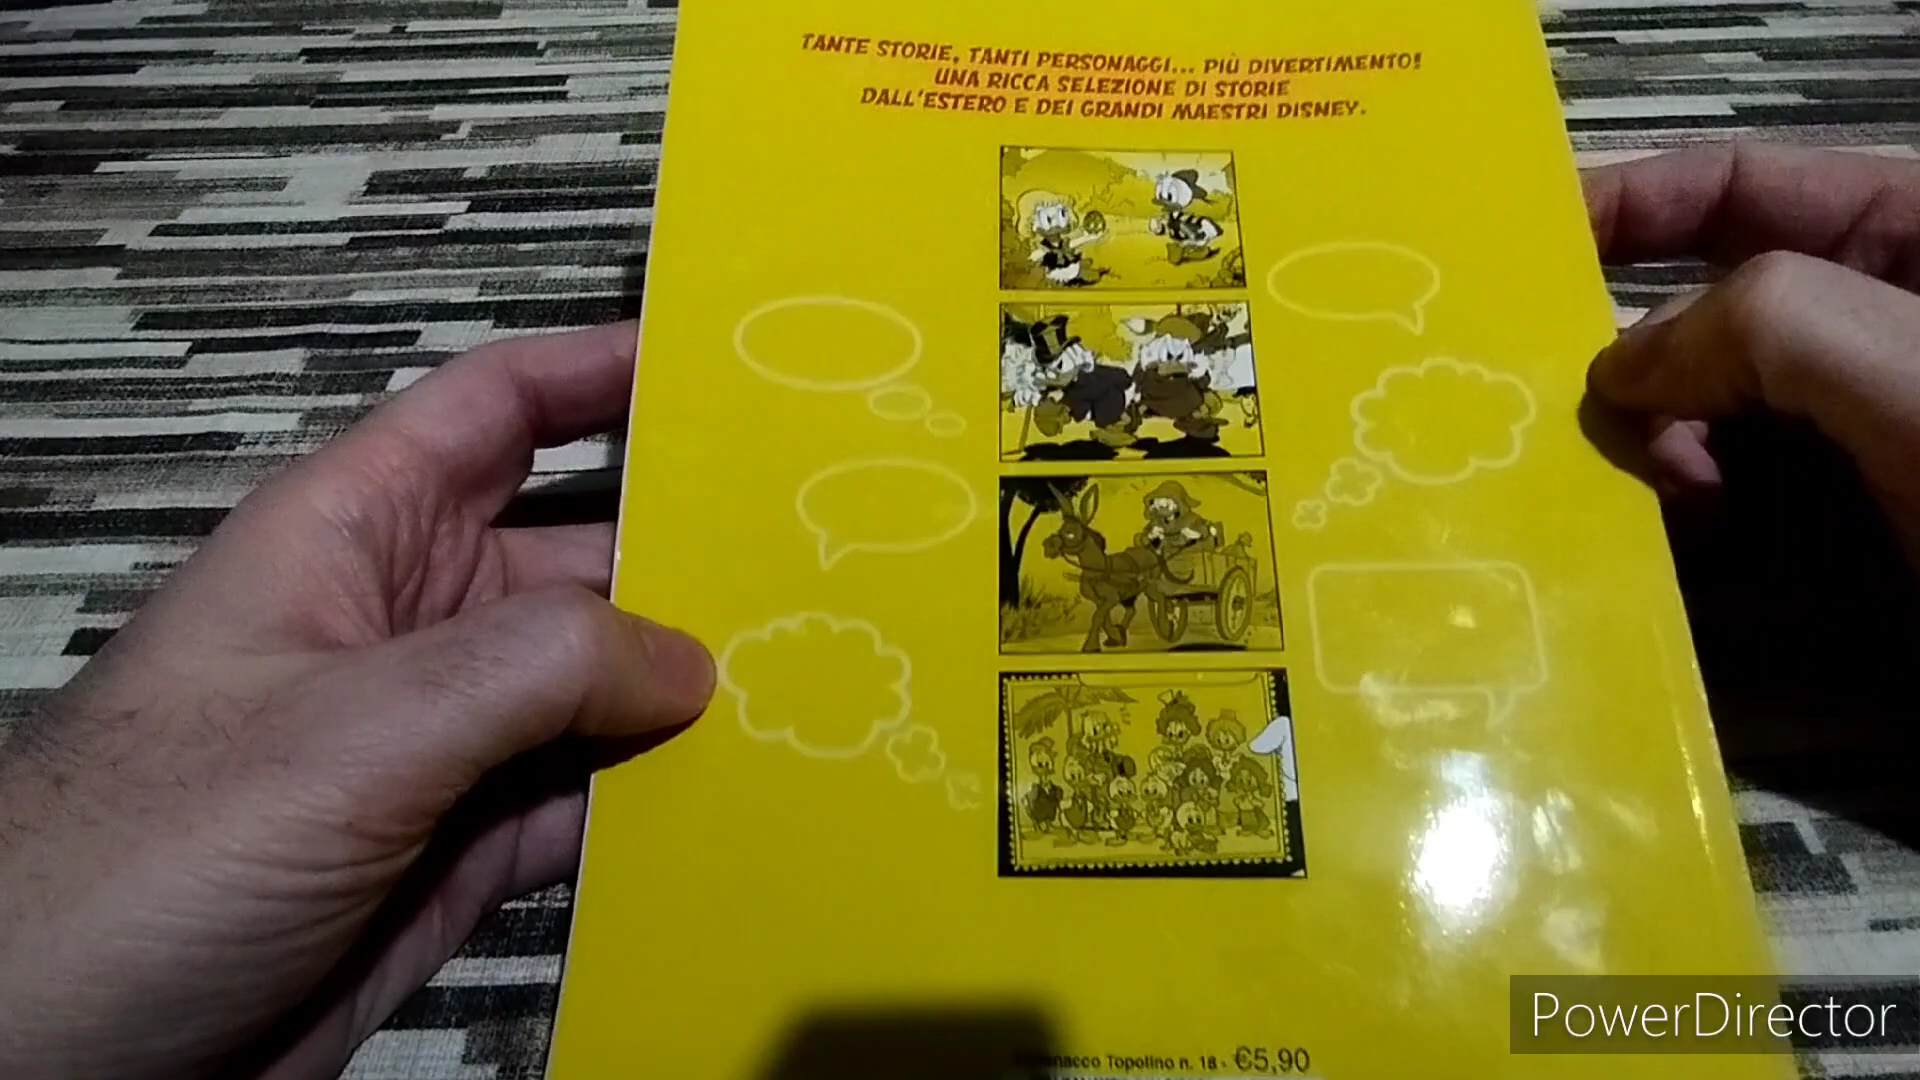 TANTE STORIE, TANTI PERSONAGGI... PIÙ DIVERTIMENTO!
UNA RICCA SELEZIONE DI STORIE
DALL'ESTERO E DEI GRANDI MAESTRI DISNEY.
Topolino n. 18 - €5,90
PowerDirector